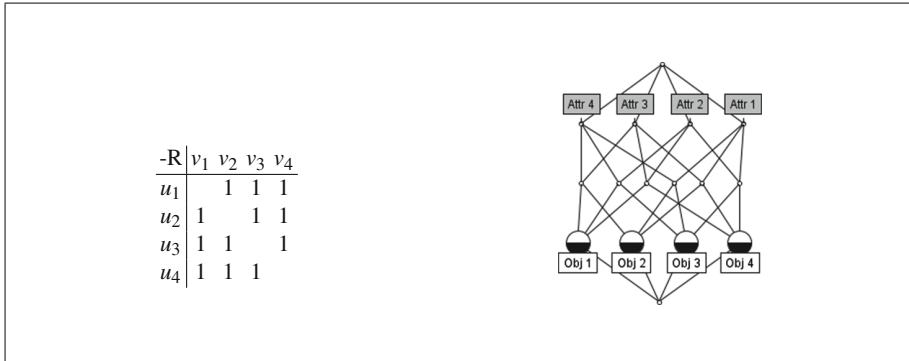 -R v1 v2 v3 v4
u1 1 1 1
u2 1 1 1
u3 1 1 1
u4 1 1 1
Attr 4 Attr 3 Attr 2 Attr 1
Obj 1 Obj 2 Obj 3 Obj 4